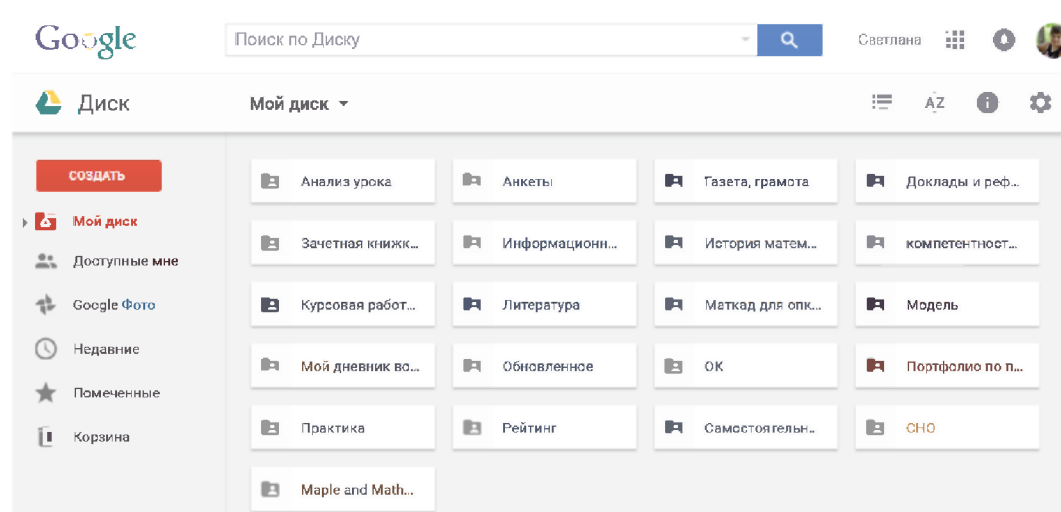 Google
Поиск по Диску
Светлана
Диск
Мой диск
AZ
СОЗДАТЬ
Мой диск
Доступные мне
Google Фото
Недавние
Помеченные
Корзина
Анализ урока
Анкеты
Газета, грамота
Доклады и реф...
Зачетная книжк...
Информационн...
История матем...
компетентност...
Курсовая работ...
Литература
Маткад для опк...
Модель
Мой дневник во...
Обновленное
ОК
Портфолио по п...
Практика
Рейтинг
Самостоятельн...
СНО
Maple and Math...